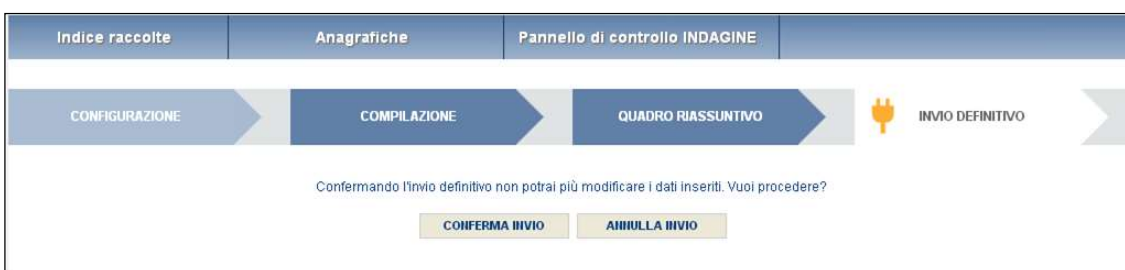 Indice raccolte Anagrafiche Pannello di controllo INDAGINE
CONFIGURAZIONE COMPILAZIONE QUADRO RIASSUNTIVO INVIO DEFINITIVO
Confermando l'invio definitivo non potrai più modificare i dati inseriti. Vuoi procedere?
CONFERMA INVIO ANNULLA INVIO